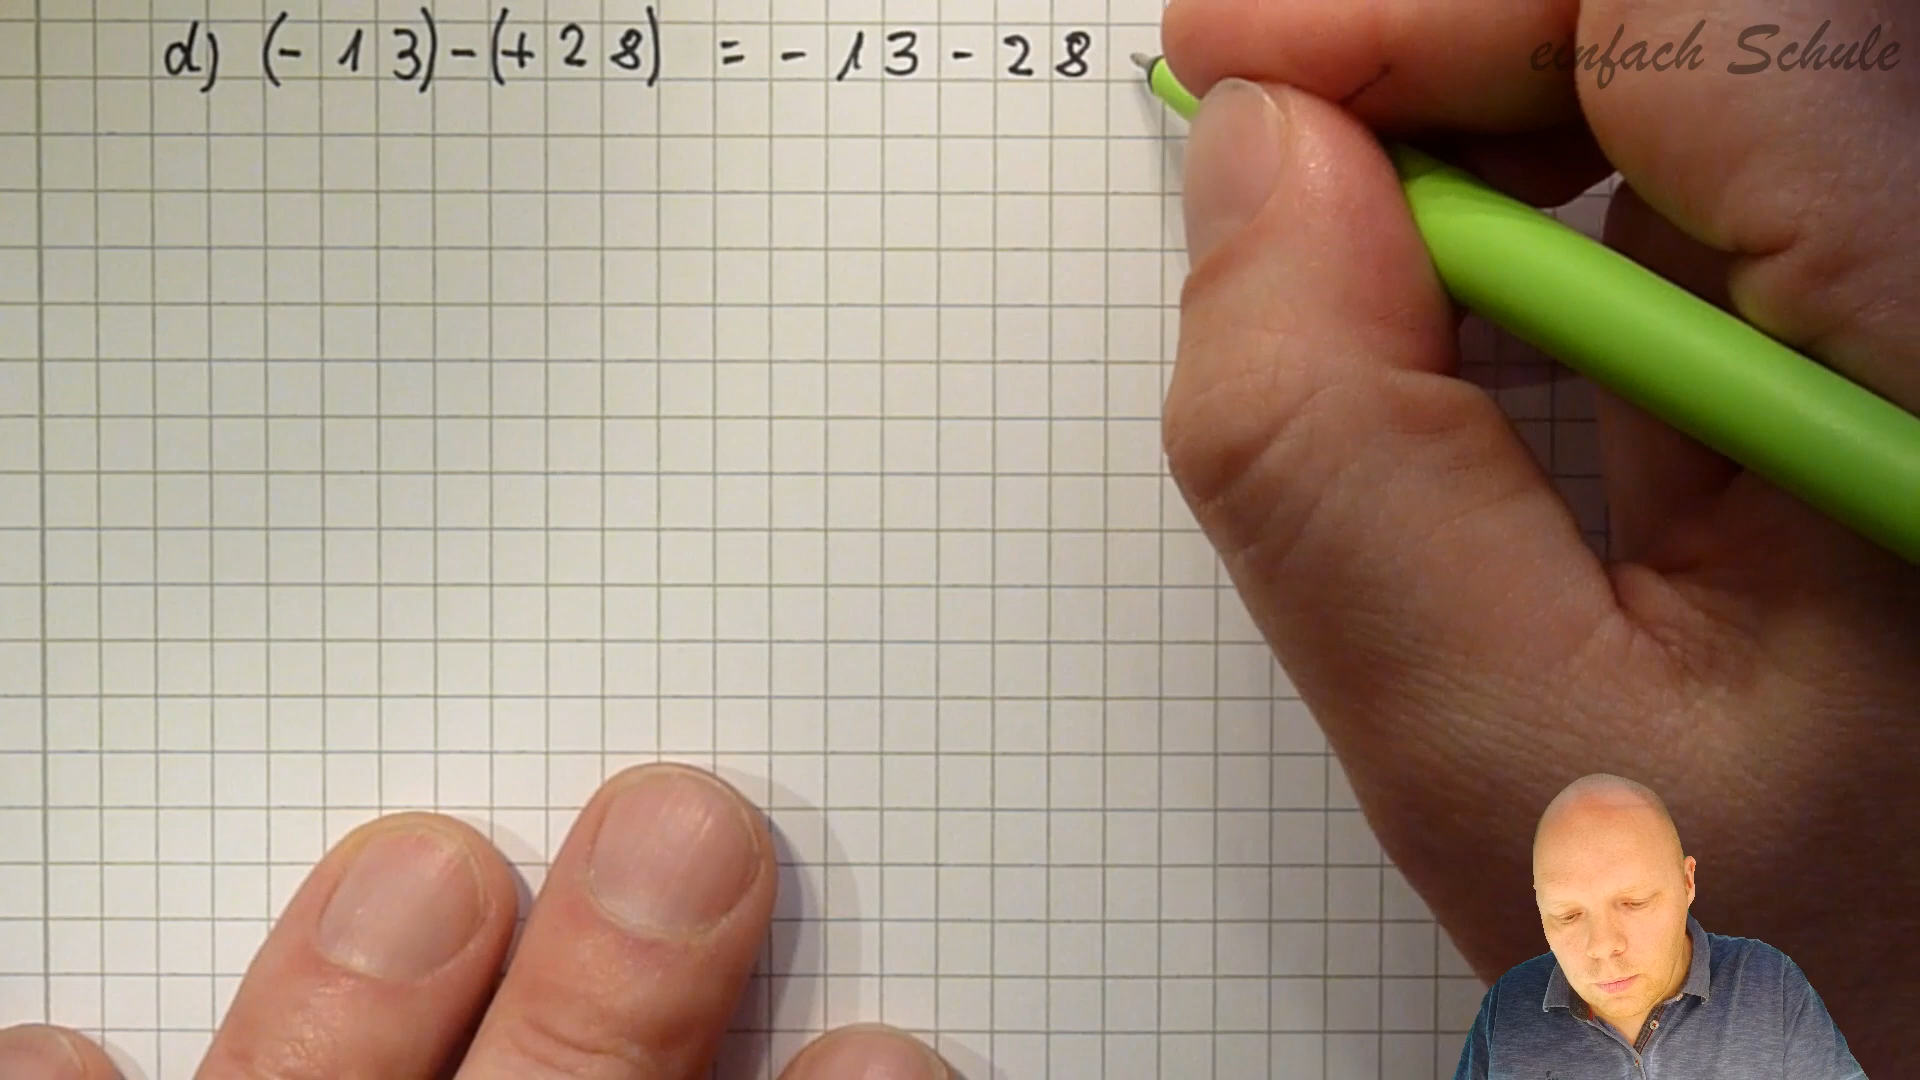 d) (-13)-(+28) = -13-28
einfach Schule